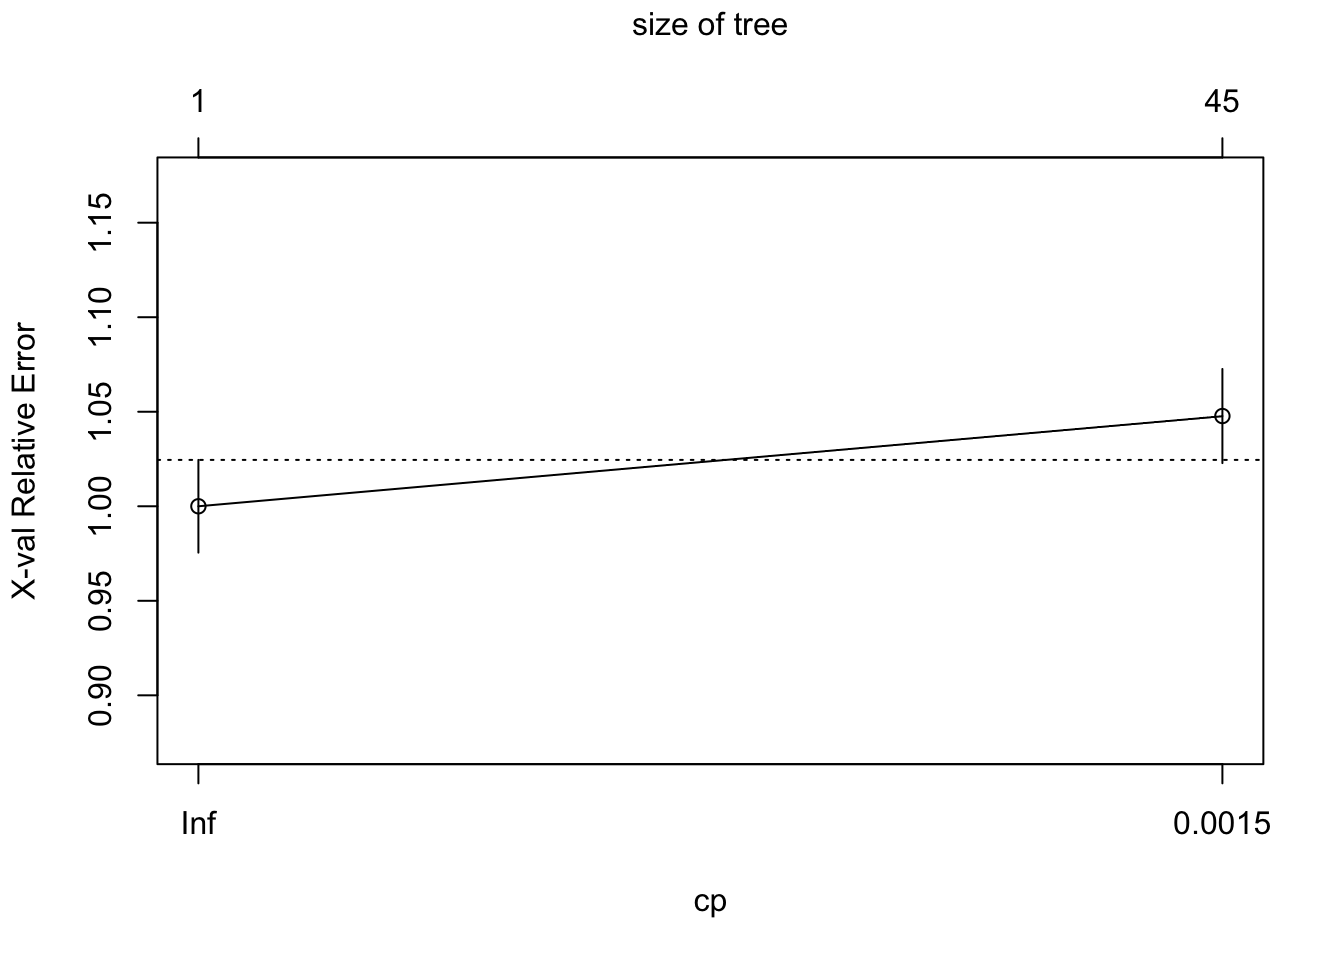 size of tree
1 45
X-val Relative Error
1.15
1.10
1.05
1.00
0.95
0.90
Inf 0.0015
cp